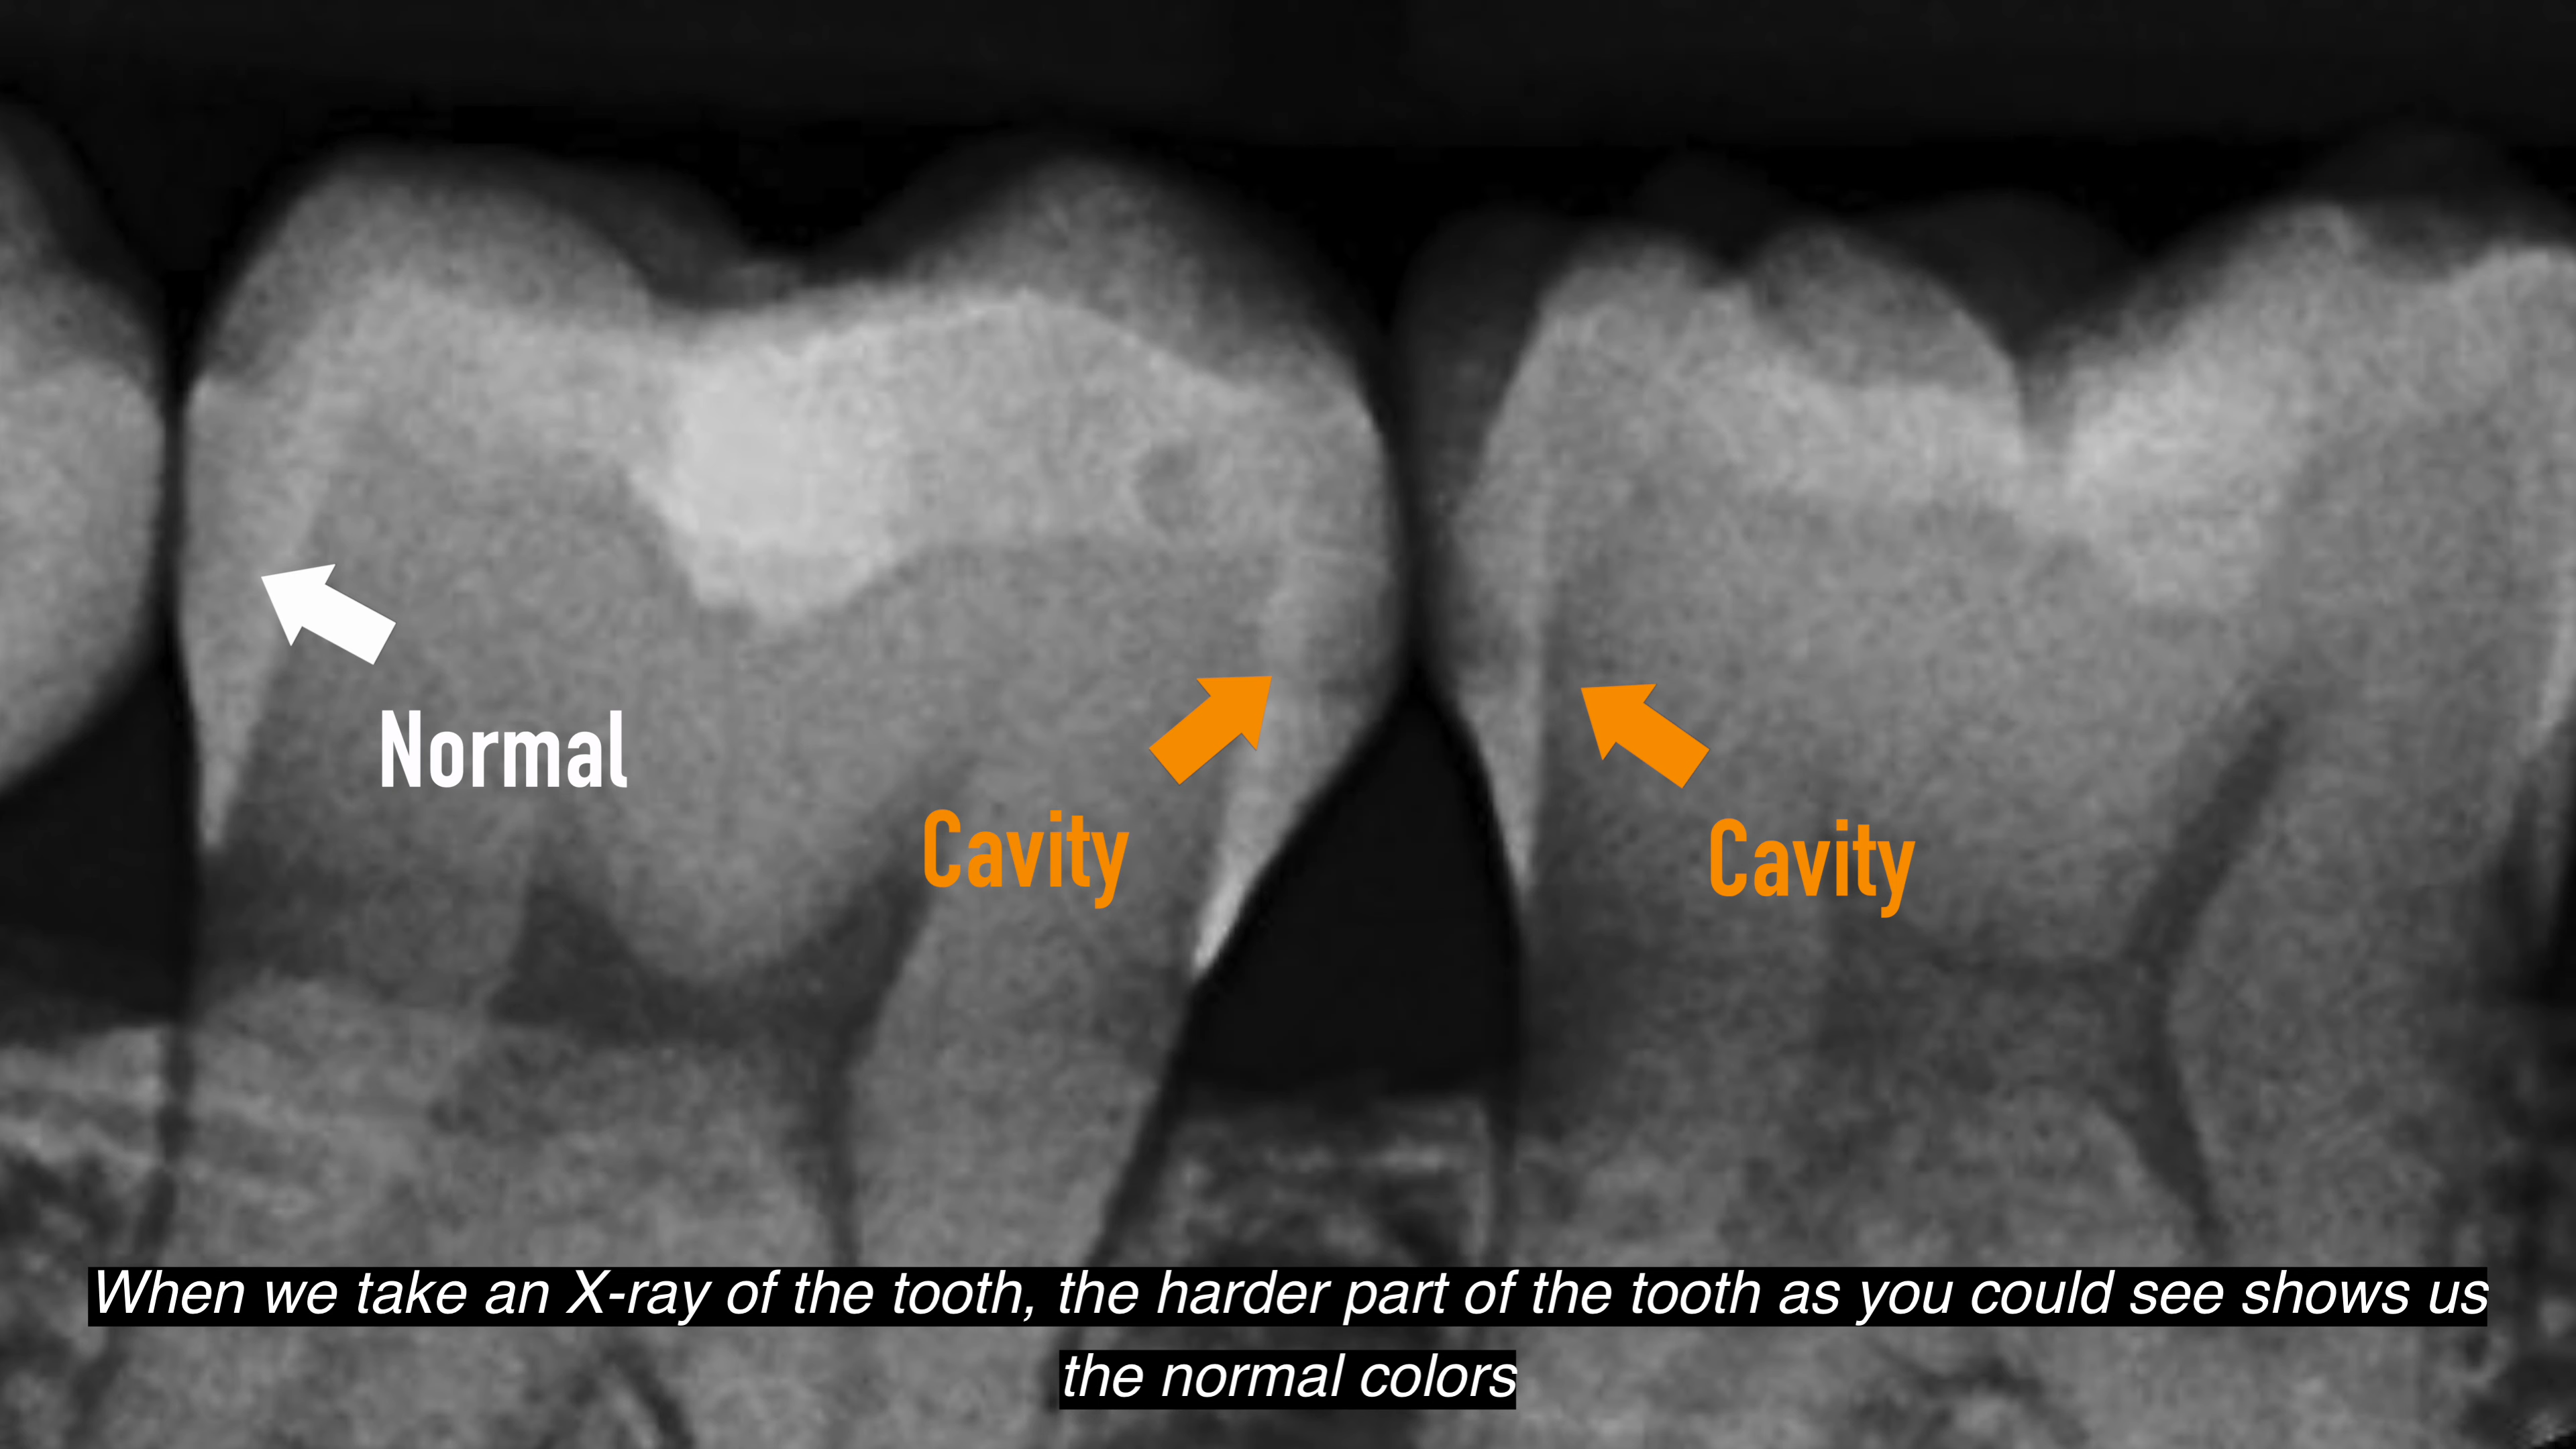 Normal
Cavity
Cavity
When we take an X-ray of the tooth, the harder part of the tooth as you could see shows us
the normal colors